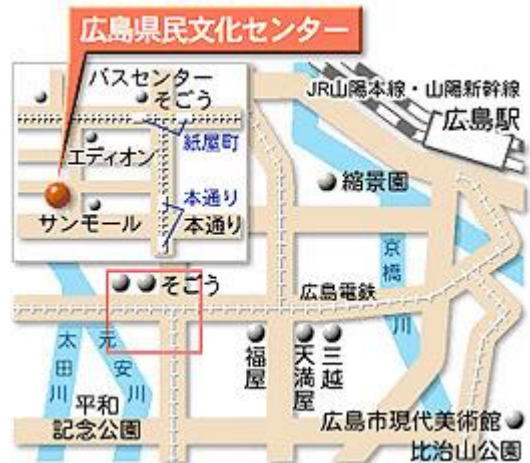 広島県民文化センター
バスセンター
そごう
紙屋町
エディオン
本通り
サンモール
本通り
JR山陽本線・山陽新幹線
広島駅
縮景園
京橋川
そごう
広島電鉄
太田川
元安川
福屋
天満屋
三越
平和
記念公園
広島市現代美術館
比治山公園